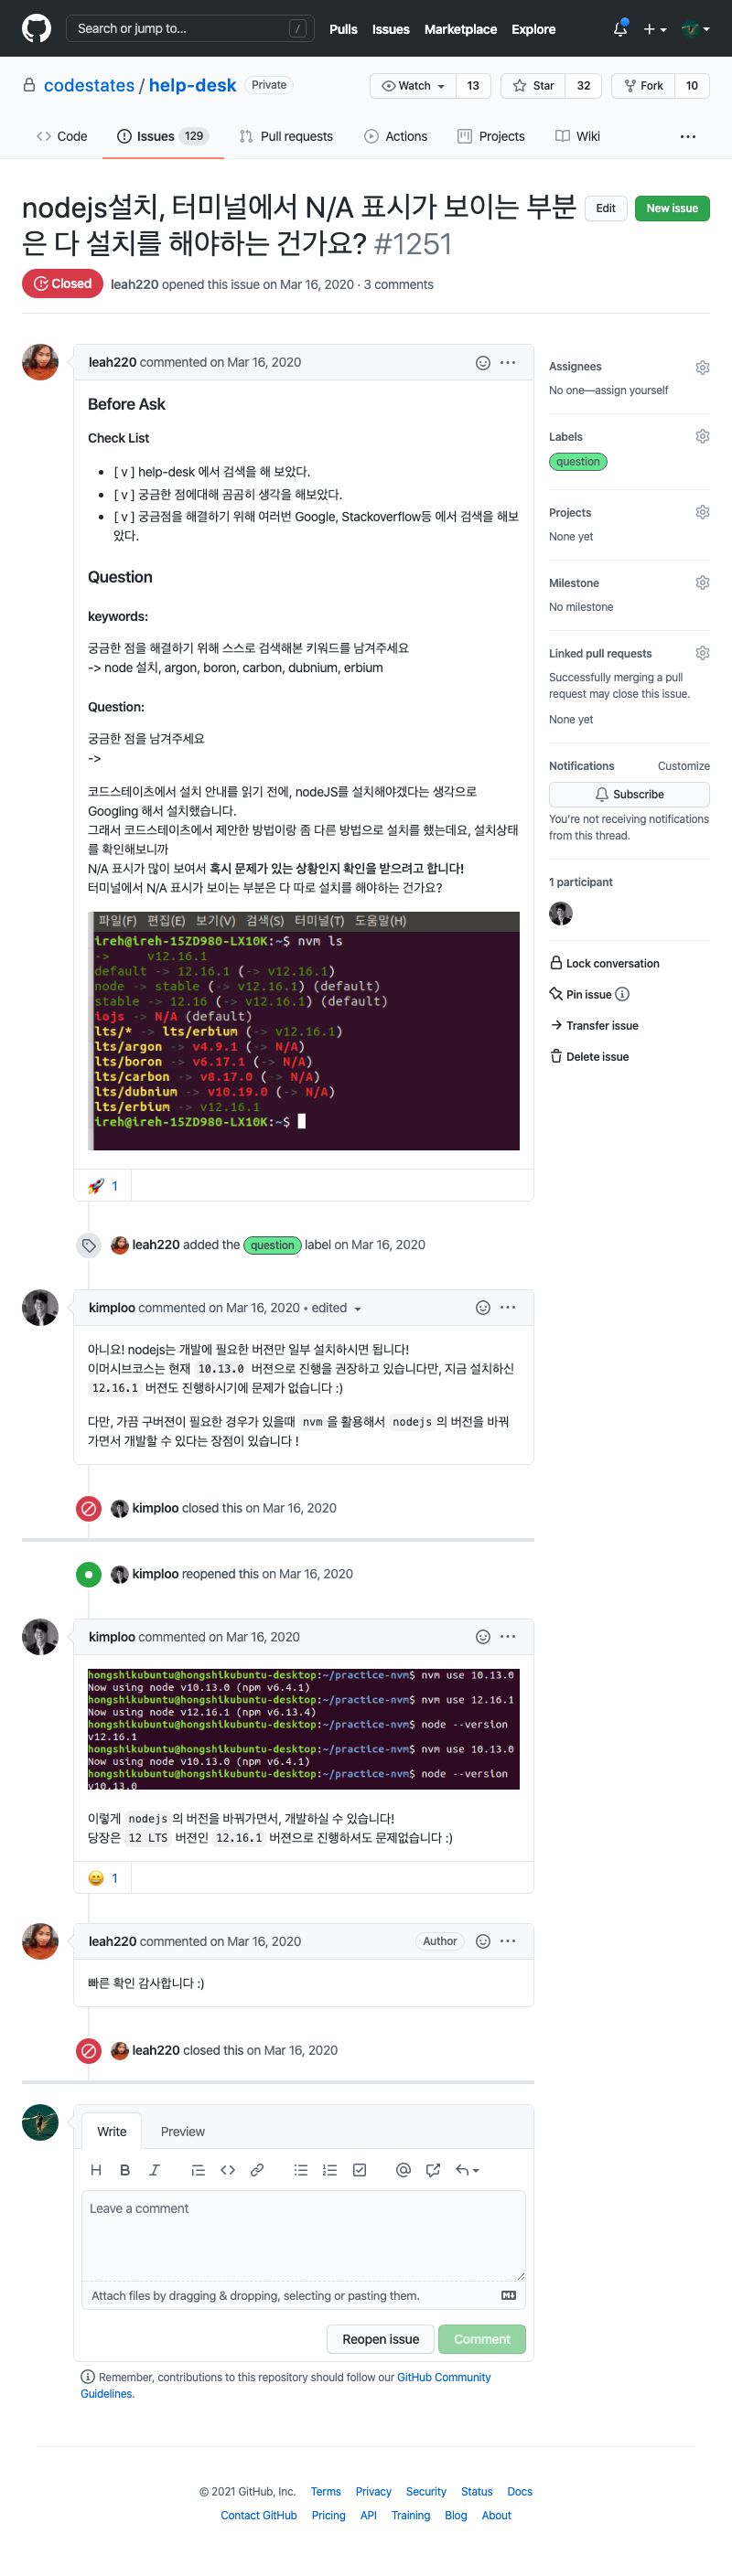 Search or jump to... /
Pulls Issues Marketplace Explore
codestates / help-desk Private
Watch 13 Star 32 Fork 10
Code Issues 129 Pull requests Actions Projects Wiki
nodejs설치, 터미널에서 N/A 표시가 보이는 부분
은 다 설치를 해야하는 건가요? #1251
Edit New issue
Closed leah220 opened this issue on Mar 16, 2020 · 3 comments
leah220 commented on Mar 16, 2020
Before Ask
Check List
[ v ] help-desk 에서 검색을 해 보았다.
[ v ] 궁금한 점에대해 곰곰히 생각을 해보았다.
[ v ] 궁금점을 해결하기 위해 여러번 Google, Stackoverflow등 에서 검색을 해보
았다.
Question
keywords:
궁금한 점을 해결하기 위해 스스로 검색해본 키워드를 남겨주세요
-> node 설치, argon, boron, carbon, dubnium, erbium
Question:
궁금한 점을 남겨주세요
->
코드스테이츠에서 설치 안내를 읽기 전에, nodeJS를 설치해야겠다는 생각으로
Googling 해서 설치했습니다.
그래서 코드스테이츠에서 제안한 방법이랑 좀 다른 방법으로 설치를 했는데요, 설치상태
를 확인해보니까
N/A 표시가 많이 보여서 혹시 문제가 있는 상황인지 확인을 받으려고 합니다!
터미널에서 N/A 표시가 보이는 부분은 다 따로 설치를 해야하는 건가요?
파일(F) 편집(E) 보기(V) 검색(S) 터미널(T) 도움말(H)
ireh@ireh-15ZD980-LX10K:~$ nvm ls
-> v12.16.1
default -> 12.16.1 (-> v12.16.1)
node -> stable (-> v12.16.1) (default)
stable -> 12.16 (-> v12.16.1) (default)
iojs -> N/A (default)
lts/* -> lts/erbium (-> v12.16.1)
lts/argon -> v4.9.1 (-> N/A)
lts/boron -> v6.17.1 (-> N/A)
lts/carbon -> v8.17.0 (-> N/A)
lts/dubnium -> v10.19.0 (-> N/A)
lts/erbium -> v12.16.1
ireh@ireh-15ZD980-LX10K:~$
🚀 1
leah220 added the question label on Mar 16, 2020
kimploo commented on Mar 16, 2020 • edited
아니요! nodejs는 개발에 필요한 버젼만 일부 설치하시면 됩니다!
이머시브코스는 현재 10.13.0 버젼으로 진행을 권장하고 있습니다만, 지금 설치하신
12.16.1 버젼도 진행하시기에 문제가 없습니다 :)
다만, 가끔 구버젼이 필요한 경우가 있을때 nvm 을 활용해서 nodejs 의 버전을 바꿔
가면서 개발할 수 있다는 장점이 있습니다 !
kimploo closed this on Mar 16, 2020
kimploo reopened this on Mar 16, 2020
kimploo commented on Mar 16, 2020
hongshikubuntu@hongshikubuntu-desktop:~/practice-nvm$ nvm use 10.13.0
Now using node v10.13.0 (npm v6.4.1)
hongshikubuntu@hongshikubuntu-desktop:~/practice-nvm$ nvm use 12.16.1
Now using node v12.16.1 (npm v6.13.4)
hongshikubuntu@hongshikubuntu-desktop:~/practice-nvm$ node --version
v12.16.1
hongshikubuntu@hongshikubuntu-desktop:~/practice-nvm$ nvm use 10.13.0
Now using node v10.13.0 (npm v6.4.1)
hongshikubuntu@hongshikubuntu-desktop:~/practice-nvm$ node --version
v10.13.0
이렇게 nodejs 의 버전을 바꿔가면서, 개발하실 수 있습니다!
당장은 12 LTS 버젼인 12.16.1 버젼으로 진행하셔도 문제없습니다 :)
😄 1
leah220 commented on Mar 16, 2020 Author
빠른 확인 감사합니다 :)
leah220 closed this on Mar 16, 2020
Write Preview
Leave a comment
Attach files by dragging & dropping, selecting or pasting them.
Reopen issue Comment
Remember, contributions to this repository should follow our GitHub Community
Guidelines.
Assignees
No one—assign yourself
Labels
question
Projects
None yet
Milestone
No milestone
Linked pull requests
Successfully merging a pull
request may close this issue.
None yet
Notifications Customize
Subscribe
You're not receiving notifications
from this thread.
1 participant
Lock conversation
Pin issue
Transfer issue
Delete issue
© 2021 GitHub, Inc. Terms Privacy Security Status Docs
Contact GitHub Pricing API Training Blog About